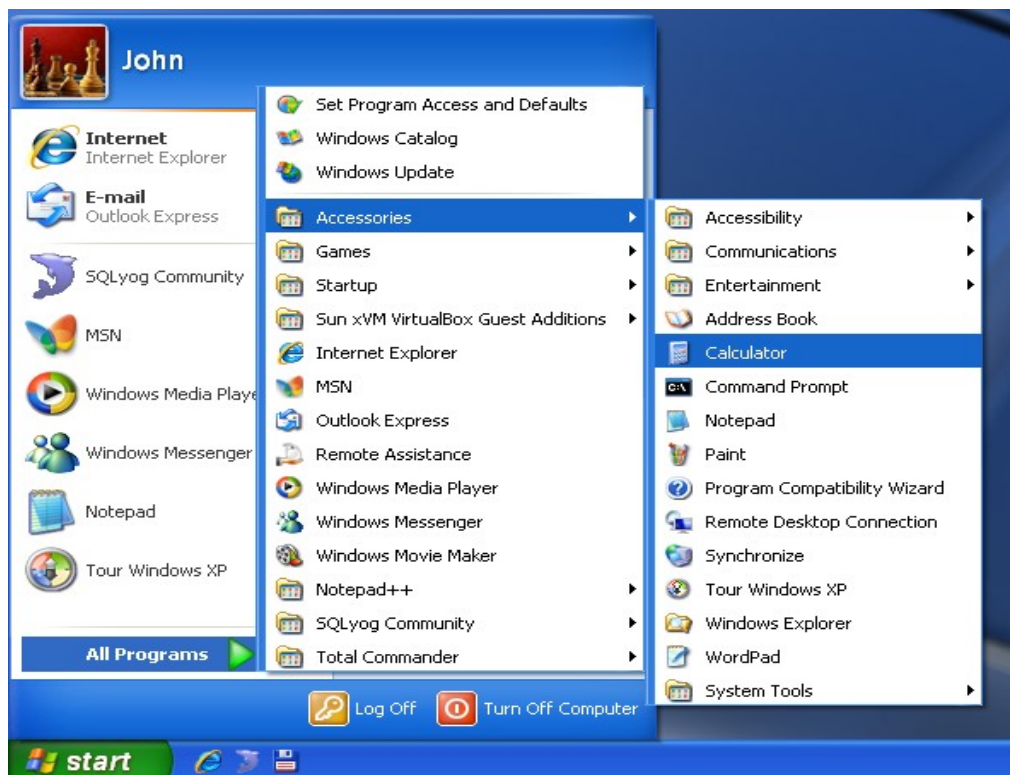 John
Internet
Internet Explorer
E-mail
Outlook Express
SQLyog Community
MSN
Windows Media Playe
Windows Messenger
Notepad
Tour Windows XP
All Programs
Set Program Access and Defaults
Windows Catalog
Windows Update
Accessories
Games
Startup
Sun xVM VirtualBox Guest Additions
Internet Explorer
MSN
Outlook Express
Remote Assistance
Windows Media Player
Windows Messenger
Windows Movie Maker
Notepad++
SQLyog Community
Total Commander
Accessibility
Communications
Entertainment
Address Book
Calculator
Command Prompt
Notepad
Paint
Program Compatibility Wizard
Remote Desktop Connection
Synchronize
Tour Windows XP
Windows Explorer
WordPad
System Tools
Log Off
Turn Off Computer
start